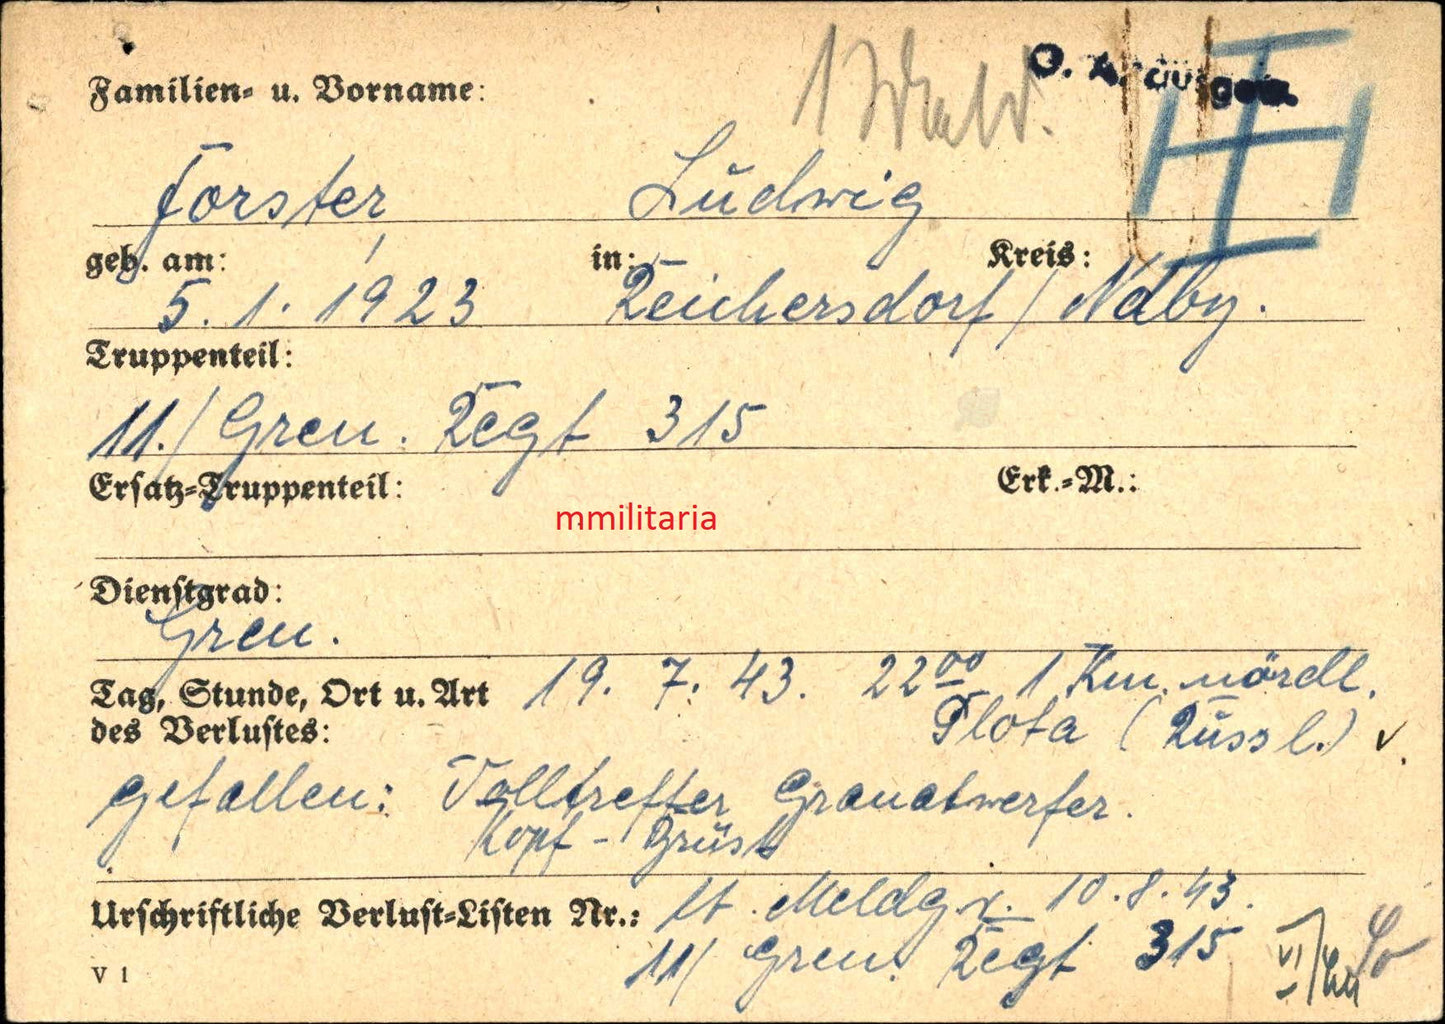 Familien- u. Vorname:
Forster Ludwig
geb. am: in: Kreis:
5. 1. 1923 Reichersdorf / Ndby.
Truppenteil:
11./ Gren. Regt 315
Ersatz-Truppenteil: Erk.-M.:
mmilitaria
Dienstgrad:
Gren.
Tag, Stunde, Ort u. Art 19. 7. 43. 22⁰⁰ 1 Km. nördl.
des Verlustes: Plota (Russl.)
gefallen: Volltreffer Granatwerfer.
Kopf - Brust
Urschriftliche Verlust-Listen Nr.: lt. Meldg. v. 10. 8. 43.
11/ Gren. Regt 315
V 1